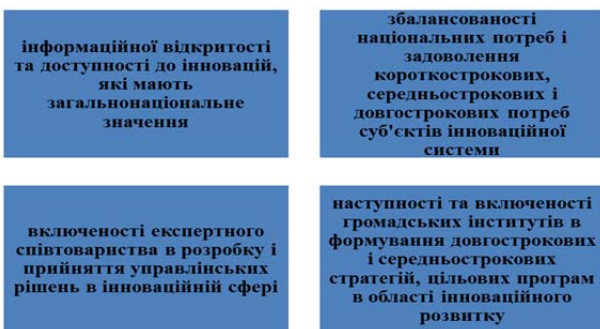 інформаційної відкритості
та доступності до інновацій,
які мають
загальнонаціональне
значення
збалансованості
національних потреб і
задоволення
короткострокових,
середньострокових і
довгострокових потреб
суб'єктів інноваційної
системи
включеності експертного
співтовариства в розробку і
прийняття управлінських
рішень в інноваційній сфері
наступності та включеності
громадських інститутів в
формування довгострокових
і середньострокових
стратегій, цільових програм
в області інноваційного
розвитку